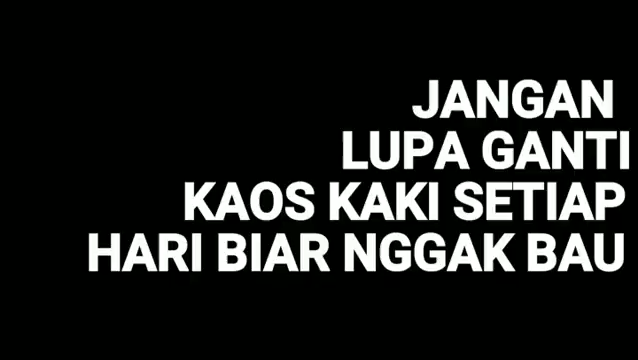 JANGAN
LUPA GANTI
KAOS KAKI SETIAP
HARI BIAR NGGAK BAU